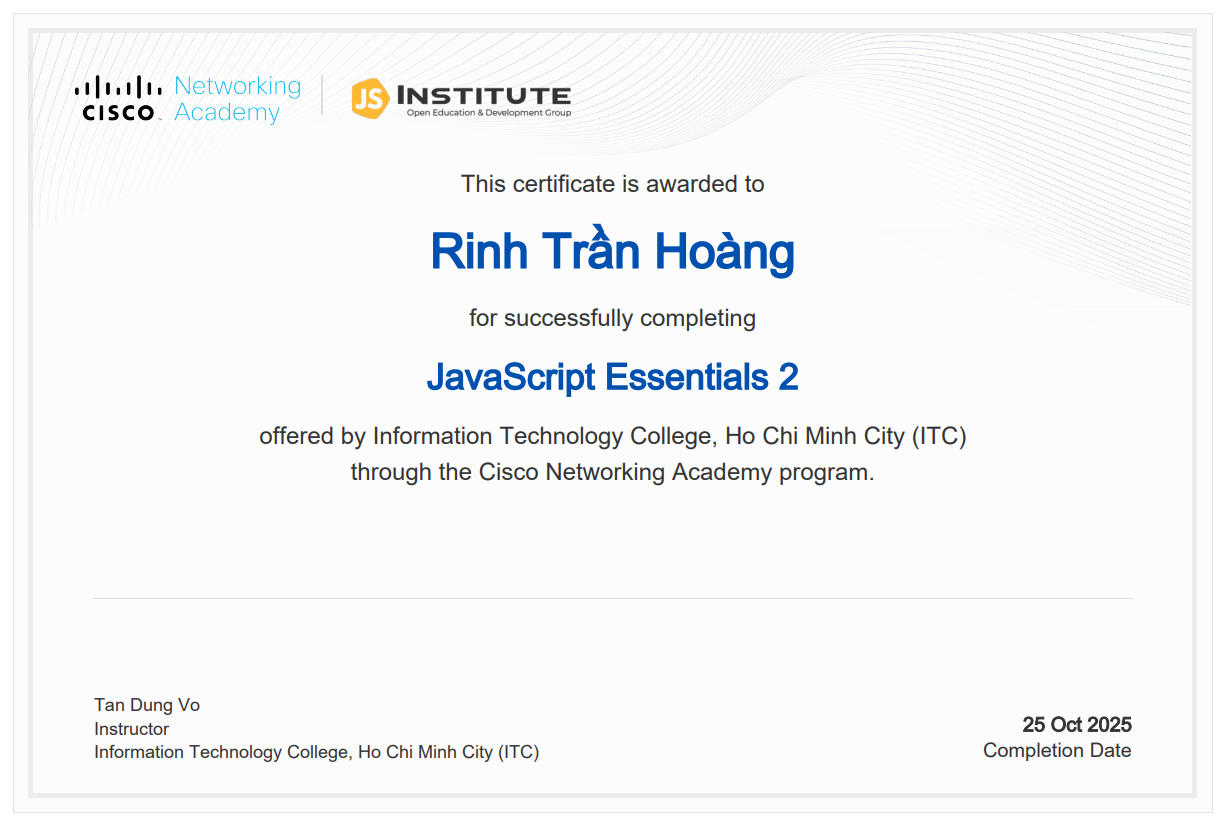 cisco Networking Academy
JS INSTITUTE
Open Education & Development Group
This certificate is awarded to
Rinh Trần Hoàng
for successfully completing
JavaScript Essentials 2
offered by Information Technology College, Ho Chi Minh City (ITC)
through the Cisco Networking Academy program.
Tan Dung Vo
Instructor
Information Technology College, Ho Chi Minh City (ITC)
25 Oct 2025
Completion Date